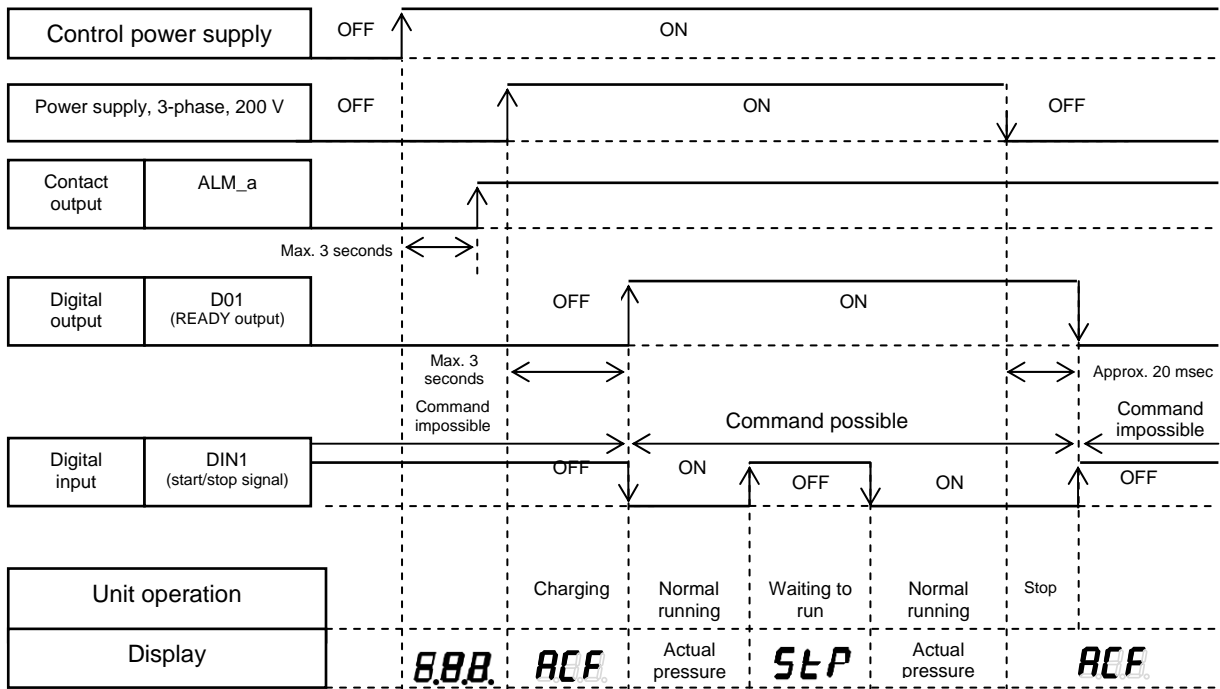 Control power supply
OFF
ON
Power supply, 3-phase, 200 V
OFF
ON
OFF
Contact output
ALM_a
Max. 3 seconds
Digital output
D01
(READY output)
OFF
ON
Max. 3
seconds
Approx. 20 msec
Command
impossible
Command possible
Command
impossible
Digital input
DIN1
(start/stop signal)
OFF
ON
OFF
ON
OFF
Unit operation
Charging
Normal
running
Waiting to
run
Normal
running
Stop
Display
8.8.8.
ACF
Actual
pressure
StP
Actual
pressure
ACF